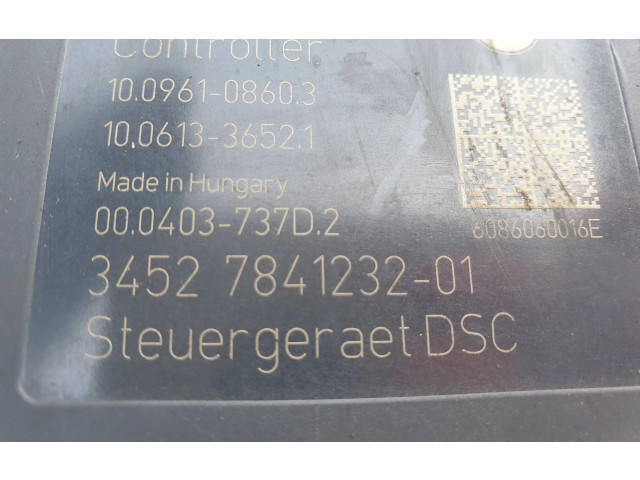 Controller
10.0961-0860.3
10.0613-3652.1
Made in Hungary
00.0403-737D.2
6086060016E
3452 7841232-01
Steuergeraet DSC